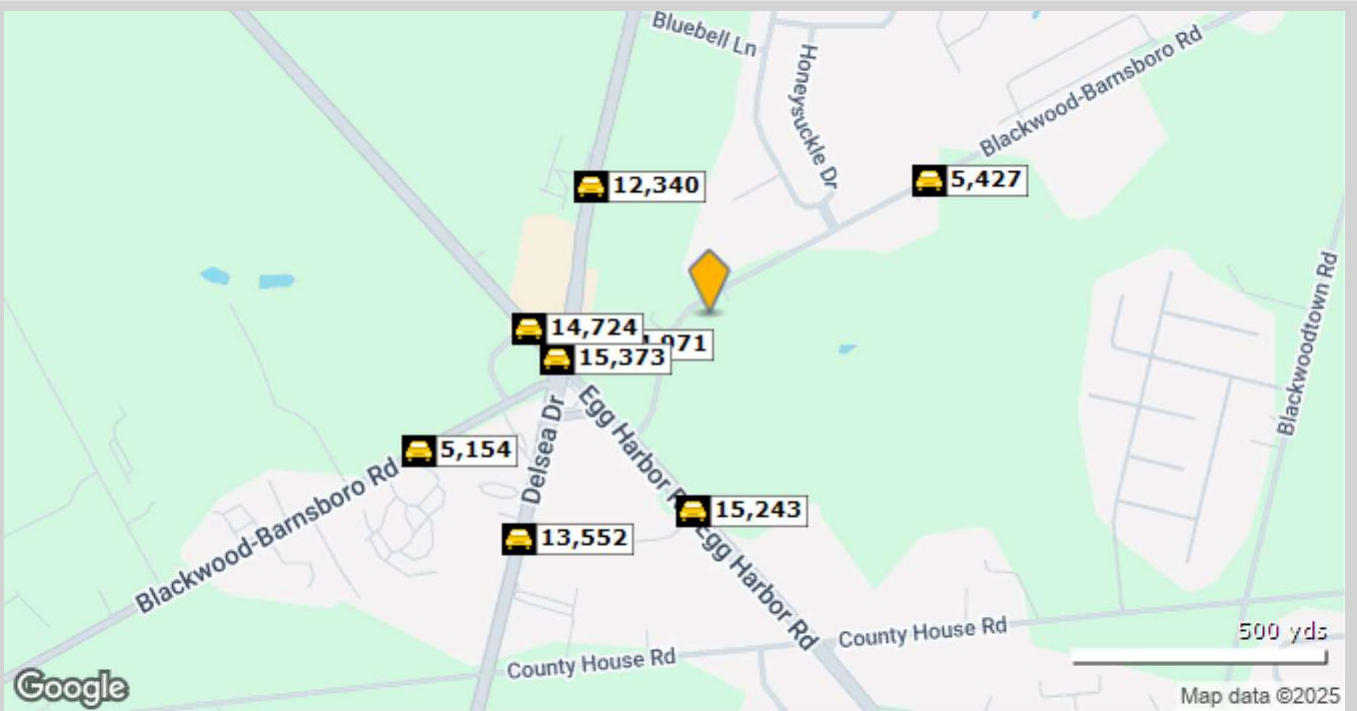 Bluebell Ln
Honeysuckle Dr
Blackwood-Barnsboro Rd
12,340
5,427
14,724
971
15,373
Blackwoodtown Rd
Egg Harbor Rd
Delsea Dr
5,154
Blackwood-Barnsboro Rd
15,243
13,552
Egg Harbor Rd
County House Rd
County House Rd
500 yds
Google
Map data ©2025